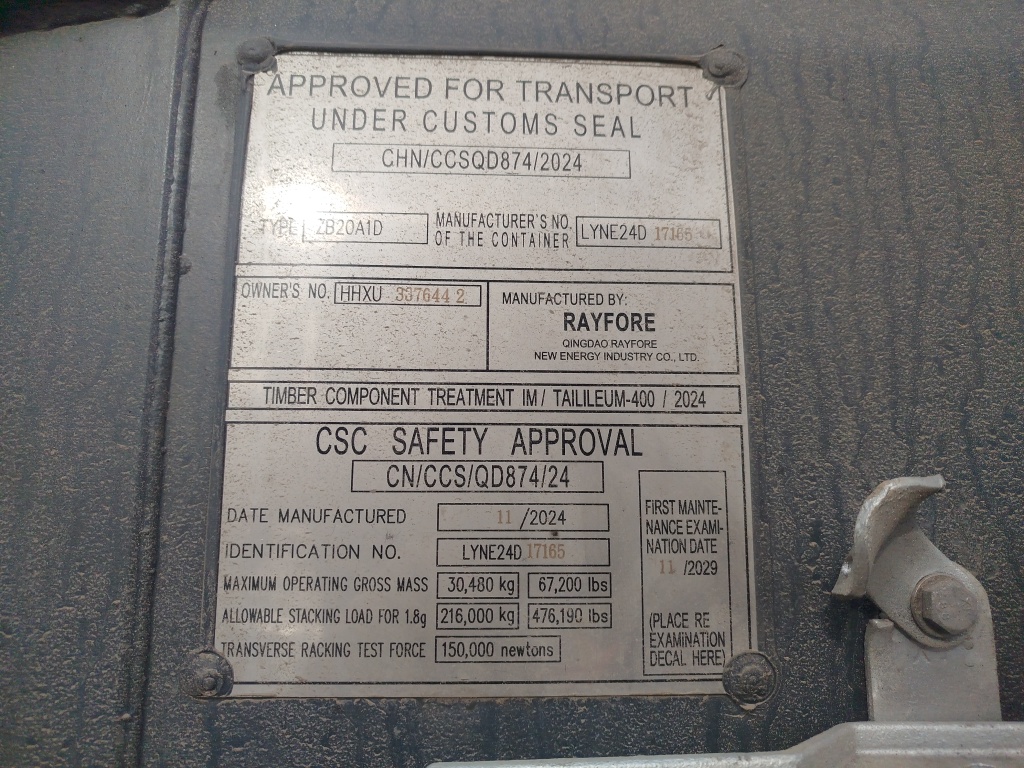 APPROVED FOR TRANSPORT
UNDER CUSTOMS SEAL
CHN/CCSQD874/2024
TYPE ZB20A1D MANUFACTURER'S NO. OF THE CONTAINER LYNE24D 17165
OWNER'S NO. HHXU 337644 2
MANUFACTURED BY:
RAYFORE
QINGDAO RAYFORE
NEW ENERGY INDUSTRY CO., LTD.
TIMBER COMPONENT TREATMENT IM / TAILILEUM-400 / 2024
CSC SAFETY APPROVAL
CN/CCS/QD874/24
DATE MANUFACTURED 11 /2024
IDENTIFICATION NO. LYNE24D 17165
MAXIMUM OPERATING GROSS MASS 30,480 kg 67,200 lbs
ALLOWABLE STACKING LOAD FOR 1.8g 216,000 kg 476,190 lbs
TRANSVERSE RACKING TEST FORCE 150,000 newtons
FIRST MAINTE-
NANCE EXAMI-
NATION DATE
11 /2029
(PLACE RE
EXAMINATION
DECAL HERE)